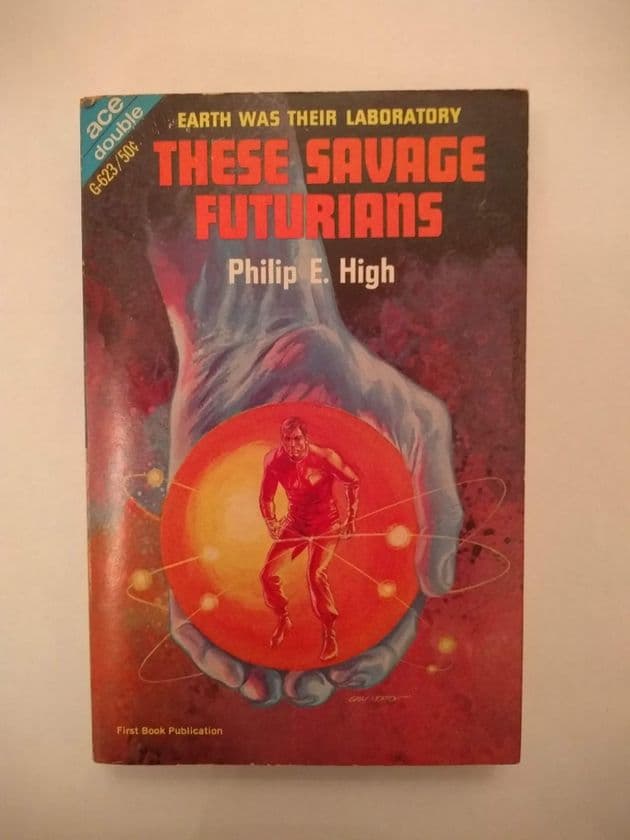 ace
double
G-623/50¢
EARTH WAS THEIR LABORATORY
THESE SAVAGE
FUTURIANS
Philip E. High
First Book Publication